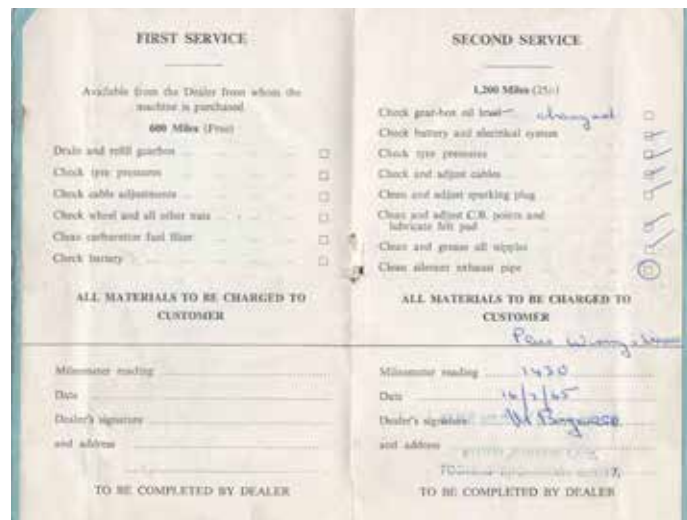 FIRST SERVICE
Available from the Dealer from whom the
machine is purchased
600 Miles (Free)
Drain and refill gearbox
Check tyre pressures
Check cable adjustments
Check wheel and all other nuts
Clean carburettor fuel filter
Check battery
ALL MATERIALS TO BE CHARGED TO
CUSTOMER
Milometer reading
Date
Dealer's signature
and address
TO BE COMPLETED BY DEALER
SECOND SERVICE
1,200 Miles (25/-)
Check gear-box oil level changed
Check battery and electrical system
Check tyre pressures
Check and adjust cables
Clean and adjust sparking plug
Clean and adjust C.B. points and
lubricate felt pad
Clean and grease all nipples
Clean silencer exhaust pipe
ALL MATERIALS TO BE CHARGED TO
CUSTOMER
Milometer reading 1430
Date 16/2/65
Dealer's signature
and address
TO BE COMPLETED BY DEALER